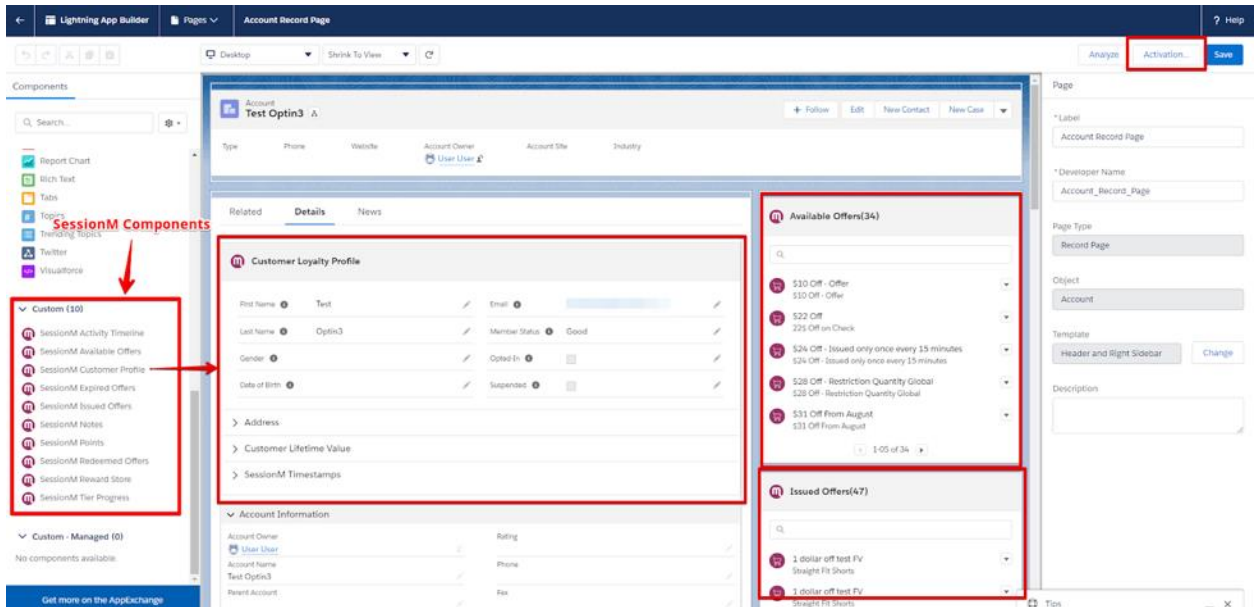 Lightning App Builder
Pages
Account Record Page
? Help
Desktop
Shrink To View
Analyze
Activation...
Save
Components
Search...
Report Chart
Rich Text
Tabs
Topics
Trending Topics
Twitter
Visualforce
SessionM Components
Custom (10)
SessionM Activity Timeline
SessionM Available Offers
SessionM Customer Profile
SessionM Expired Offers
SessionM Issued Offers
SessionM Notes
SessionM Points
SessionM Redeemed Offers
SessionM Reward Store
SessionM Tier Progress
Custom - Managed (0)
No components available.
Get more on the AppExchange
Account
Test Optin3
+ Follow
Edit
New Contact
New Case
Type
Phone
Website
Account Owner
Account Site
Industry
User User
Related
Details
News
Customer Loyalty Profile
First Name
Test
Email
Last Name
Optin3
Member Status
Good
Gender
Opted-In
Date of Birth
Suspended
Address
Customer Lifetime Value
SessionM Timestamps
Account Information
Account Owner
User User
Rating
Account Name
Test Optin3
Phone
Parent Account
Fax
Available Offers(34)
$10 Off - Offer
$10 Off - Offer
$22 Off
22$ Off on Check
$24 Off - Issued only once every 15 minutes
$24 Off - Issued only once every 15 minutes
$28 Off - Restriction Quantity Global
$28 Off - Restriction Quantity Global
$31 Off From August
$31 Off From August
1-05 of 34
Issued Offers(47)
1 dollar off test FV
Straight Fit Shorts
1 dollar off test FV
Straight Fit Shorts
Page
*Label
Account Record Page
*Developer Name
Account_Record_Page
Page Type
Record Page
Object
Account
Template
Header and Right Sidebar
Change
Description
Tips